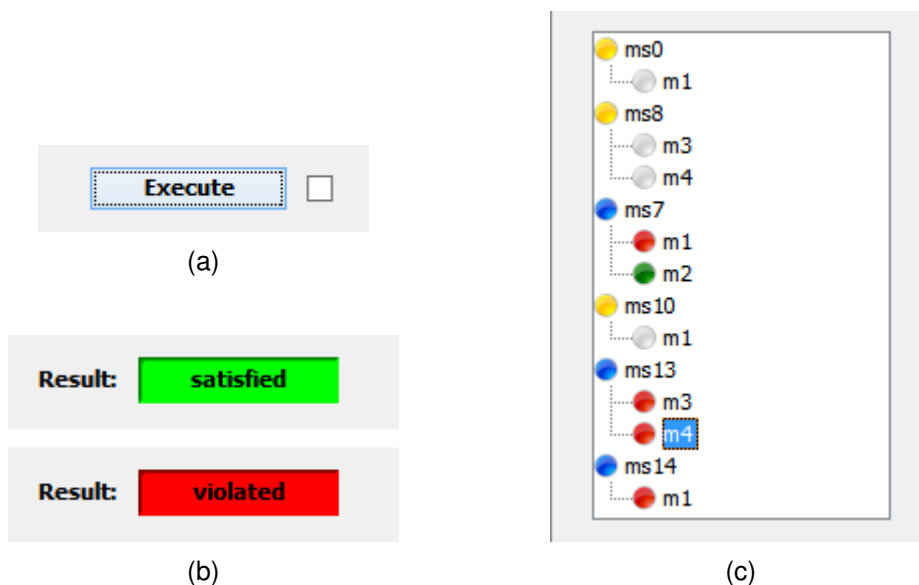 Execute
(a)
Result: satisfied
Result: violated
(b)
ms0
m1
ms8
m3
m4
ms7
m1
m2
ms10
m1
ms13
m3
m4
ms14
m1
(c)